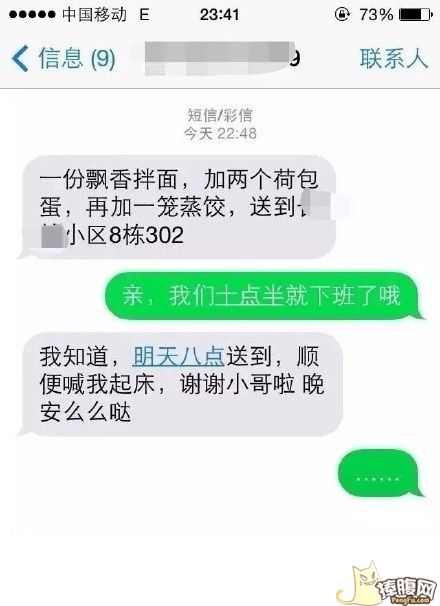 中国移动 E 23:41 73%
信息 (9) 9 联系人
短信/彩信
今天 22:48
一份飘香拌面，加两个荷包
蛋，再加一笼蒸饺，送到
小区8栋302
亲，我们十点半就下班了哦
我知道，明天八点送到，顺
便喊我起床，谢谢小哥啦 晚
安么么哒
......
捧腹网
PengFu.com